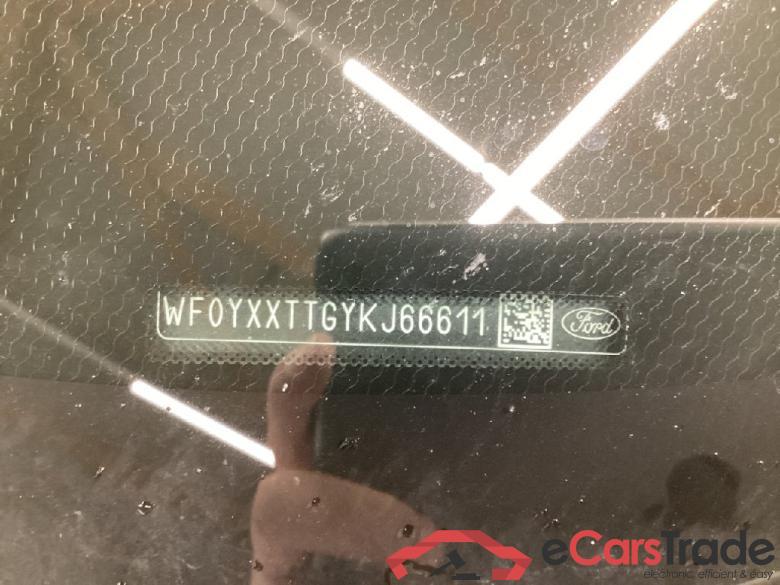 WF0YXXTTGYKJ66611 Ford
eCarsTrade
electronic, efficient & easy